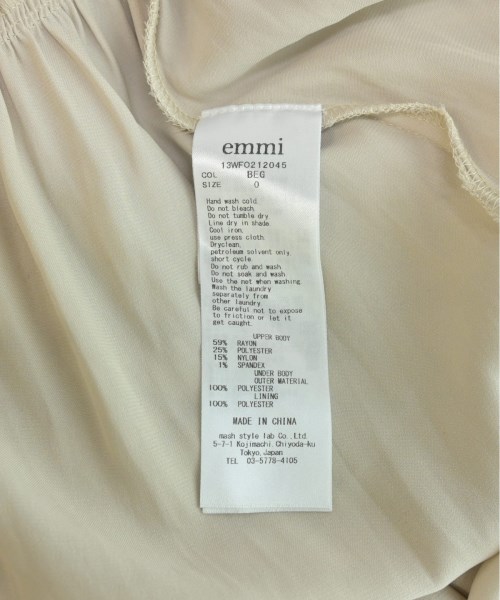 emmi
13WFO212045
COL BEG
SIZE 0
Hand wash cold.
Do not bleach.
Do not tumble dry
Line dry in shade.
Cool iron,
use press cloth.
Dryclean,
petroleum solvent only.
short cycle.
Do not rub and wash
Do not soak and wash
Use the net when washing.
Wash the laundry
separately from
other laundry
Be careful not to expose
to friction or let it
get caught.
UPPER BODY
59% RAYON
25% POLYESTER
15% NYLON
1% SPANDEX
UNDER BODY
OUTER MATERIAL
100% POLYESTER
LINING
100% POLYESTER
MADE IN CHINA
mash style lab Co.,Ltd.
5-7-1 Kojimachi,Chiyoda-ku
Tokyo,Japan
TEL 03-5778-4105